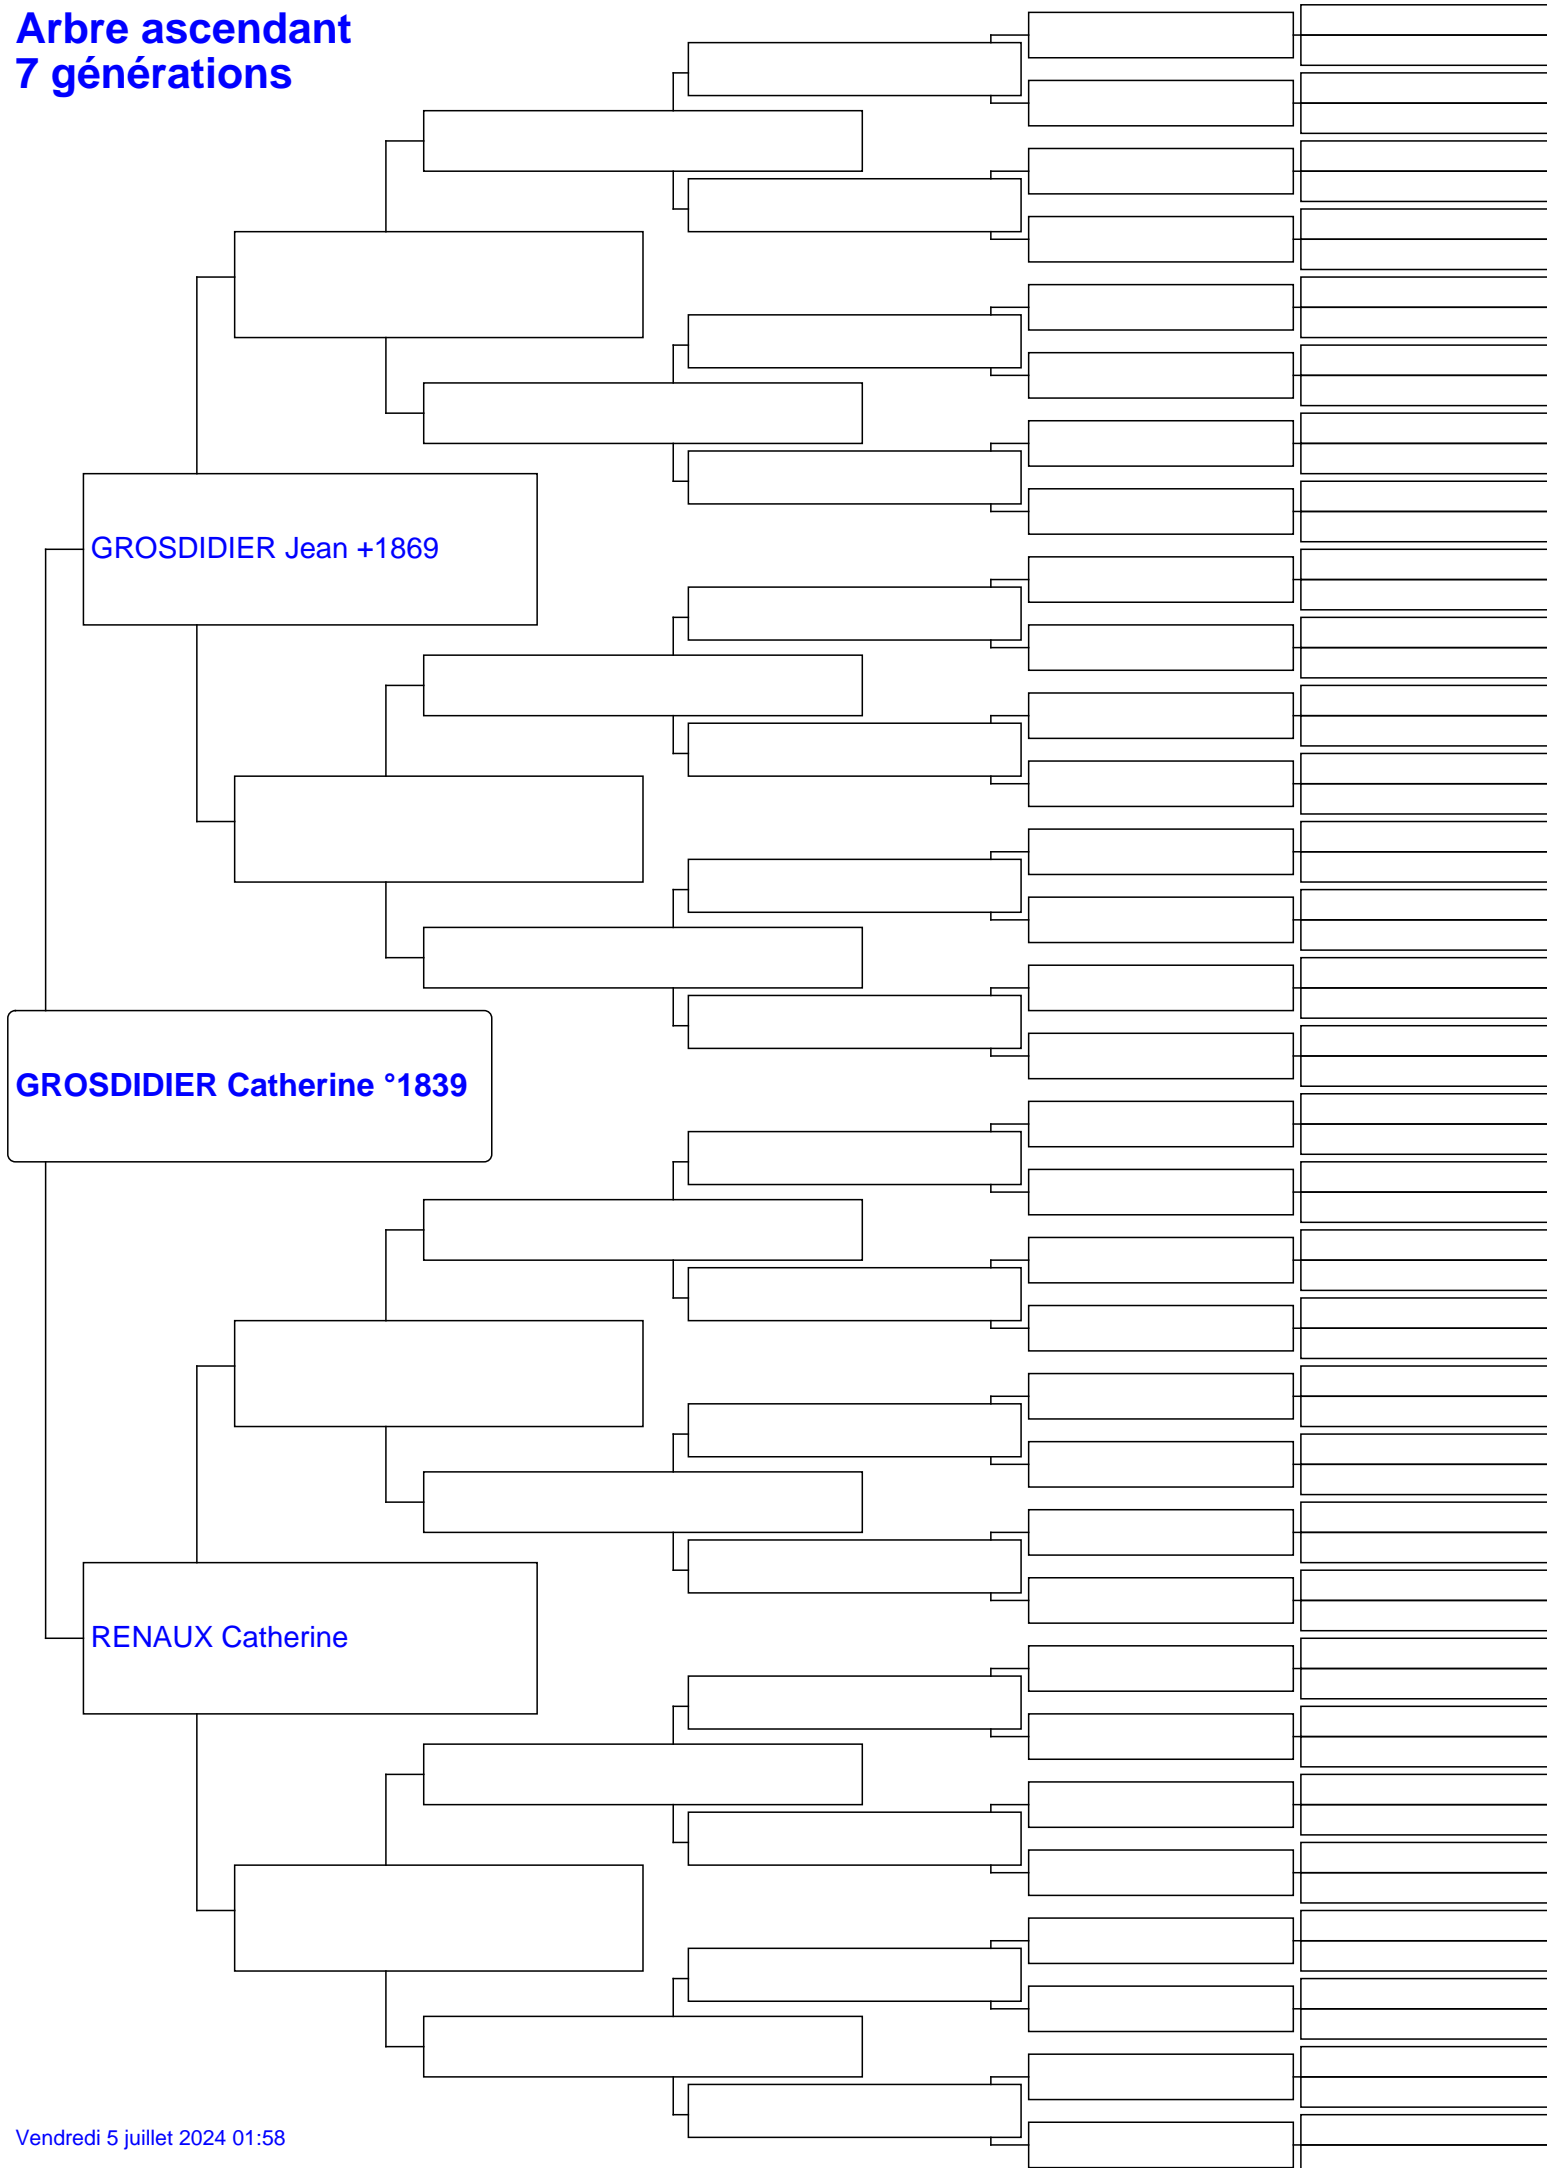 Arbre ascendant
7 générations
GROSDIDIER Jean +1869
GROSDIDIER Catherine °1839
RENAUX Catherine
Vendredi 5 juillet 2024 01:58